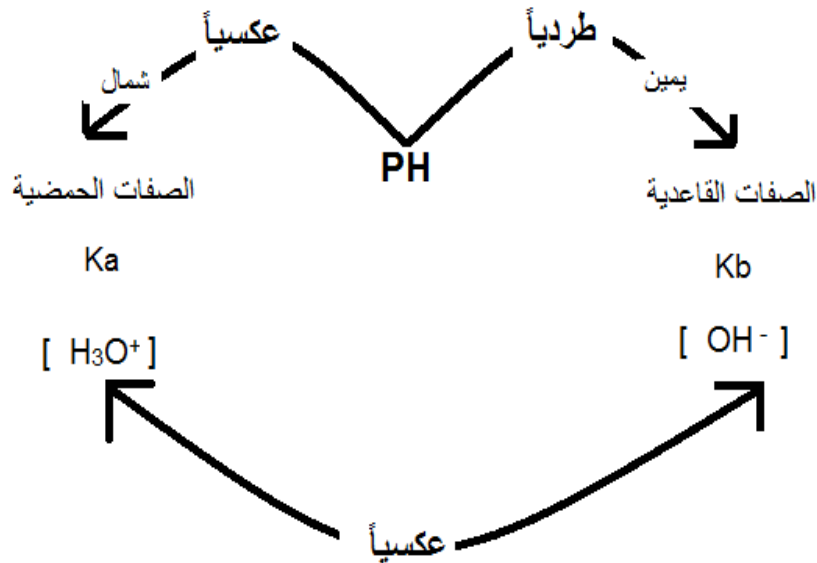 طردياً عكسياً
يمين شمال
PH
الصفات القاعدية الصفات الحمضية
Kb Ka
[ OH⁻ ] [ H₃O⁺ ]
عكسياً